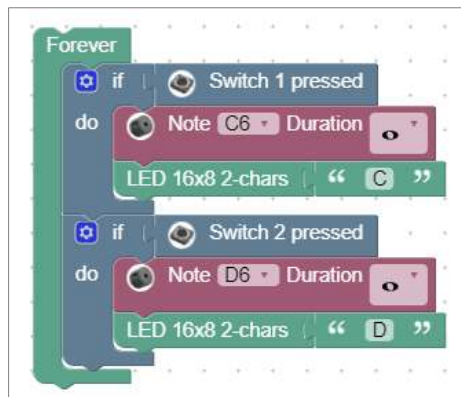 Forever
if Switch 1 pressed
do Note C6 Duration
LED 16x8 2-chars “ C ”
if Switch 2 pressed
do Note D6 Duration
LED 16x8 2-chars “ D ”